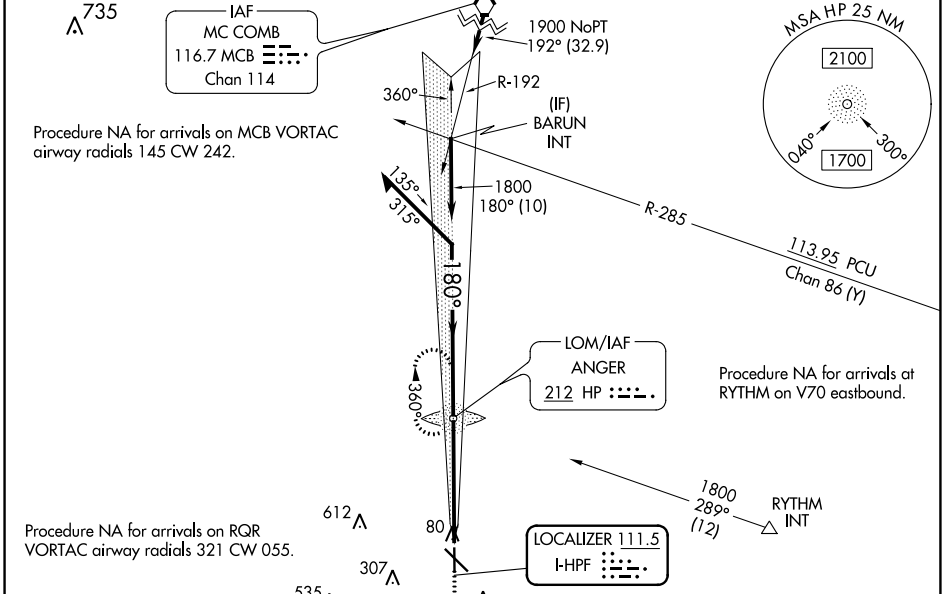 735
IAF
MC COMB
116.7 MCB
Chan 114
1900 NoPT
192° (32.9)
MSA HP 25 NM
2100
1700
040°
300°
R-192
360°
(IF)
BARUN
INT
Procedure NA for arrivals on MCB VORTAC
airway radials 145 CW 242.
135°
315°
1800
180° (10)
R-285
113.95 PCU
Chan 86 (Y)
180°
LOM/IAF
ANGER
212 HP
Procedure NA for arrivals at
RYTHM on V70 eastbound.
360°
1800
289°
(12)
RYTHM
INT
612
80
Procedure NA for arrivals on RQR
VORTAC airway radials 321 CW 055.
LOCALIZER 111.5
I-HPF
307
535